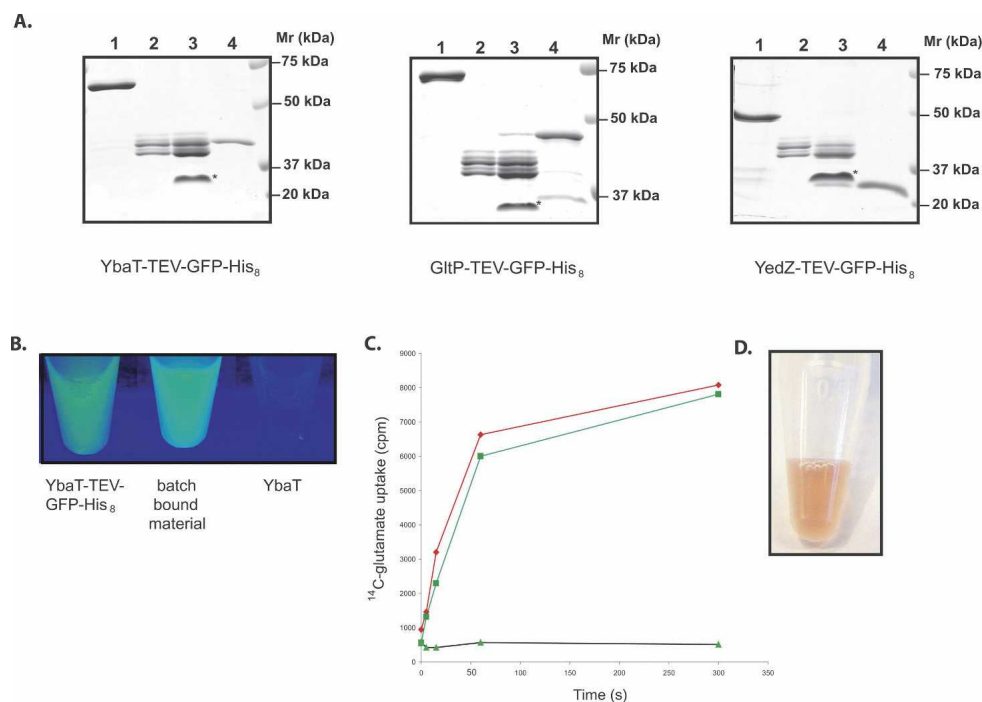 A.
1 2 3 4 Mr (kDa)
75 kDa
50 kDa
37 kDa
20 kDa
*
YbaT-TEV-GFP-His8
1 2 3 4 Mr (kDa)
75 kDa
50 kDa
37 kDa
*
GltP-TEV-GFP-His8
1 2 3 4 Mr (kDa)
75 kDa
50 kDa
37 kDa
20 kDa
*
YedZ-TEV-GFP-His8
B.
YbaT-TEV-
GFP-His8
batch
bound
material
YbaT
C.
14C-glutamate uptake (cpm)
9000
8000
7000
6000
5000
4000
3000
2000
1000
0
0 50 100 150 200 250 300 350
Time (s)
D.